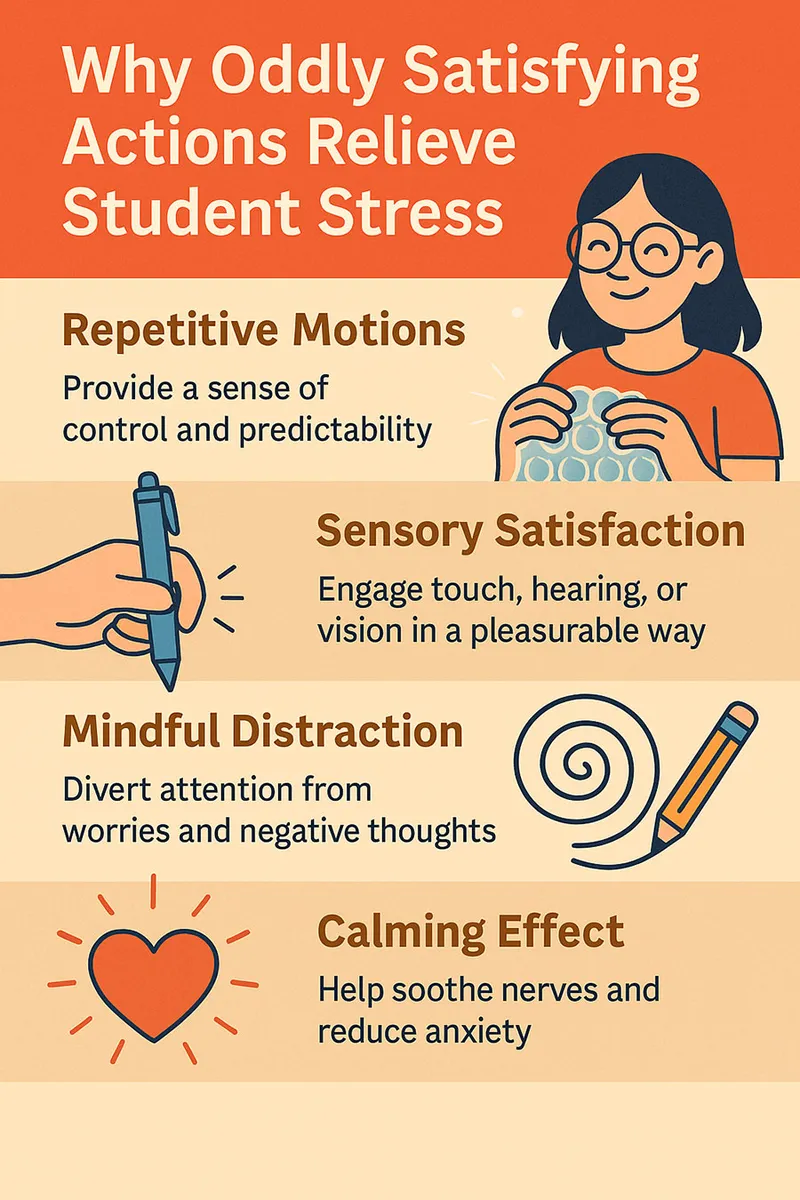 Why Oddly Satisfying
Actions Relieve
Student Stress
Repetitive Motions
Provide a sense of
control and predictability
Sensory Satisfaction
Engage touch, hearing, or
vision in a pleasurable way
Mindful Distraction
Divert attention from
worries and negative thoughts
Calming Effect
Help soothe nerves and
reduce anxiety